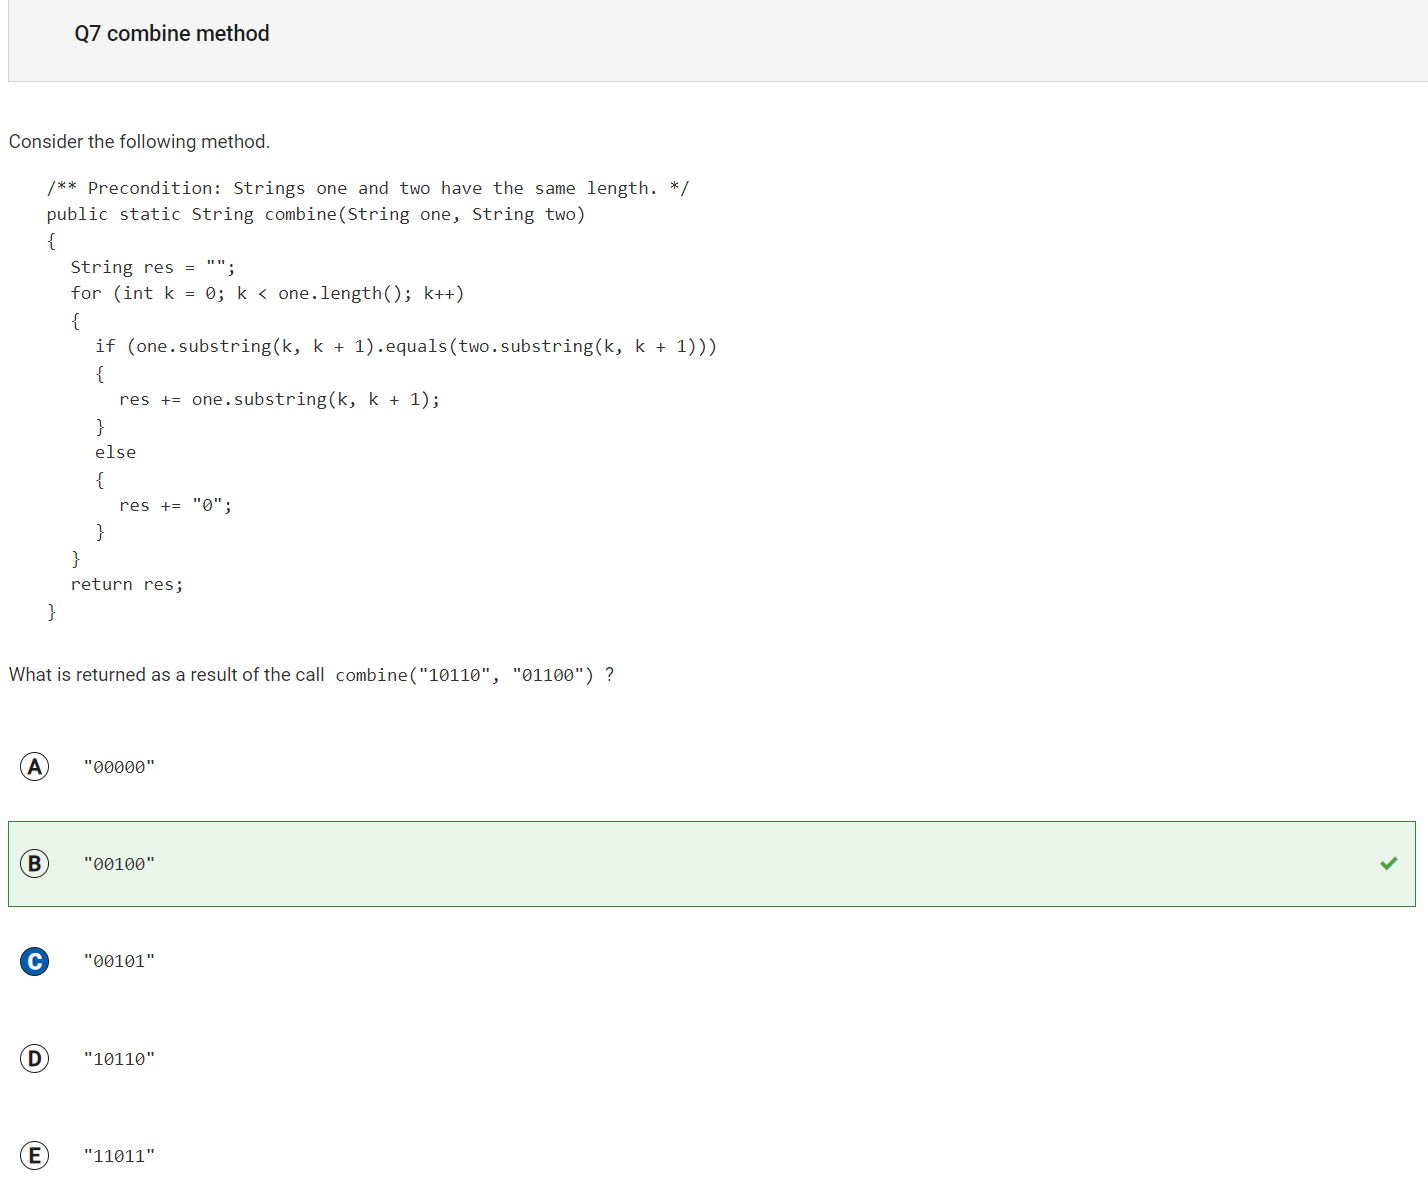 Q7 combine method
Consider the following method.
/** Precondition: Strings one and two have the same length. */
public static String combine(String one, String two)
{
String res = "";
for (int k = 0; k < one.length(); k++)
{
if (one.substring(k, k + 1).equals(two.substring(k, k + 1)))
{
res += one.substring(k, k + 1);
}
else
{
res += "0";
}
}
return res;
}
What is returned as a result of the call combine("10110", "01100") ?
A "00000"
B "00100"
C "00101"
D "10110"
E "11011"